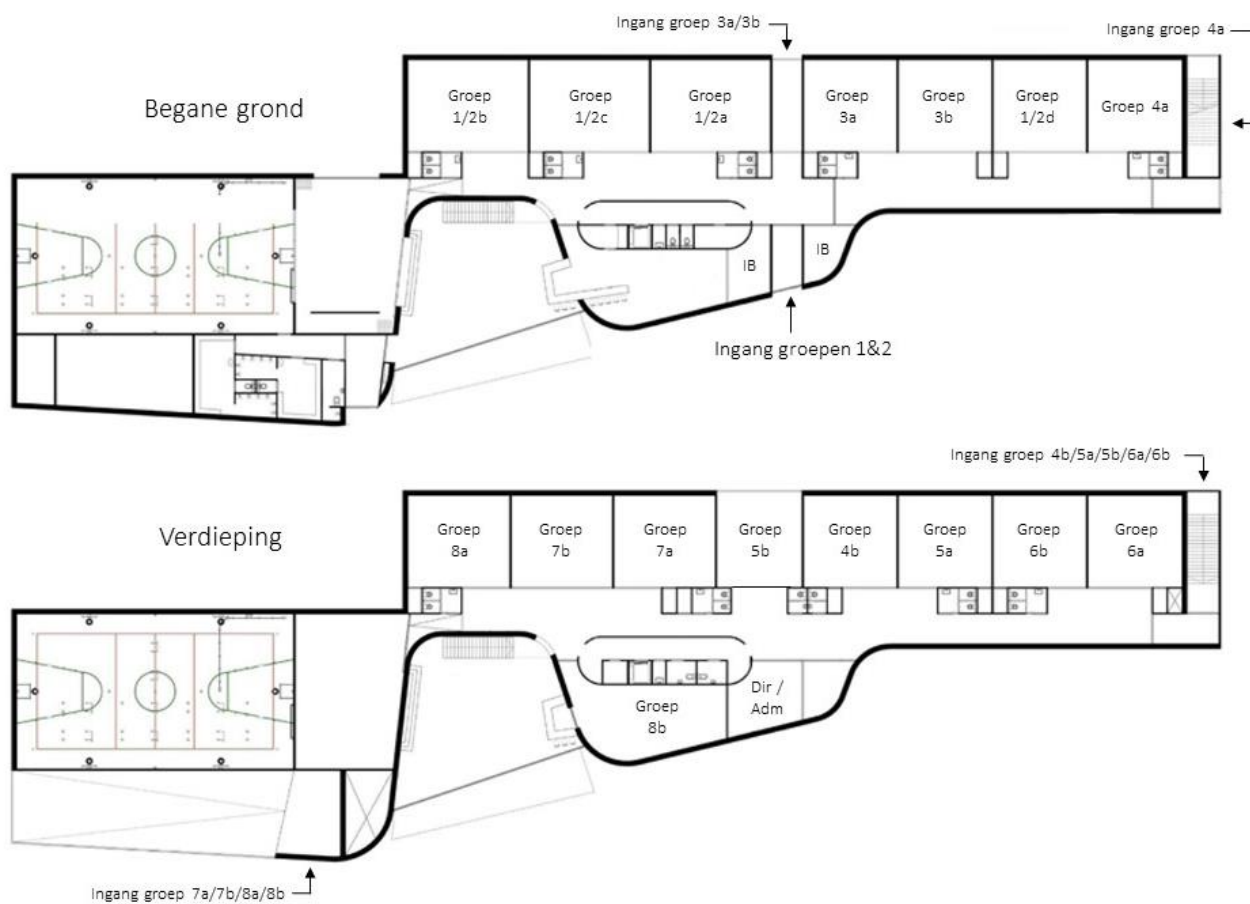 Ingang groep 3a/3b
Ingang groep 4a
Begane grond
Groep
1/2b
Groep
1/2c
Groep
1/2a
Groep
3a
Groep
3b
Groep
1/2d
Groep 4a
IB
IB
Ingang groepen 1&2
Ingang groep 4b/5a/5b/6a/6b
Verdieping
Groep
8a
Groep
7b
Groep
7a
Groep
5b
Groep
4b
Groep
5a
Groep
6b
Groep
6a
Groep
8b
Dir /
Adm
Ingang groep 7a/7b/8a/8b